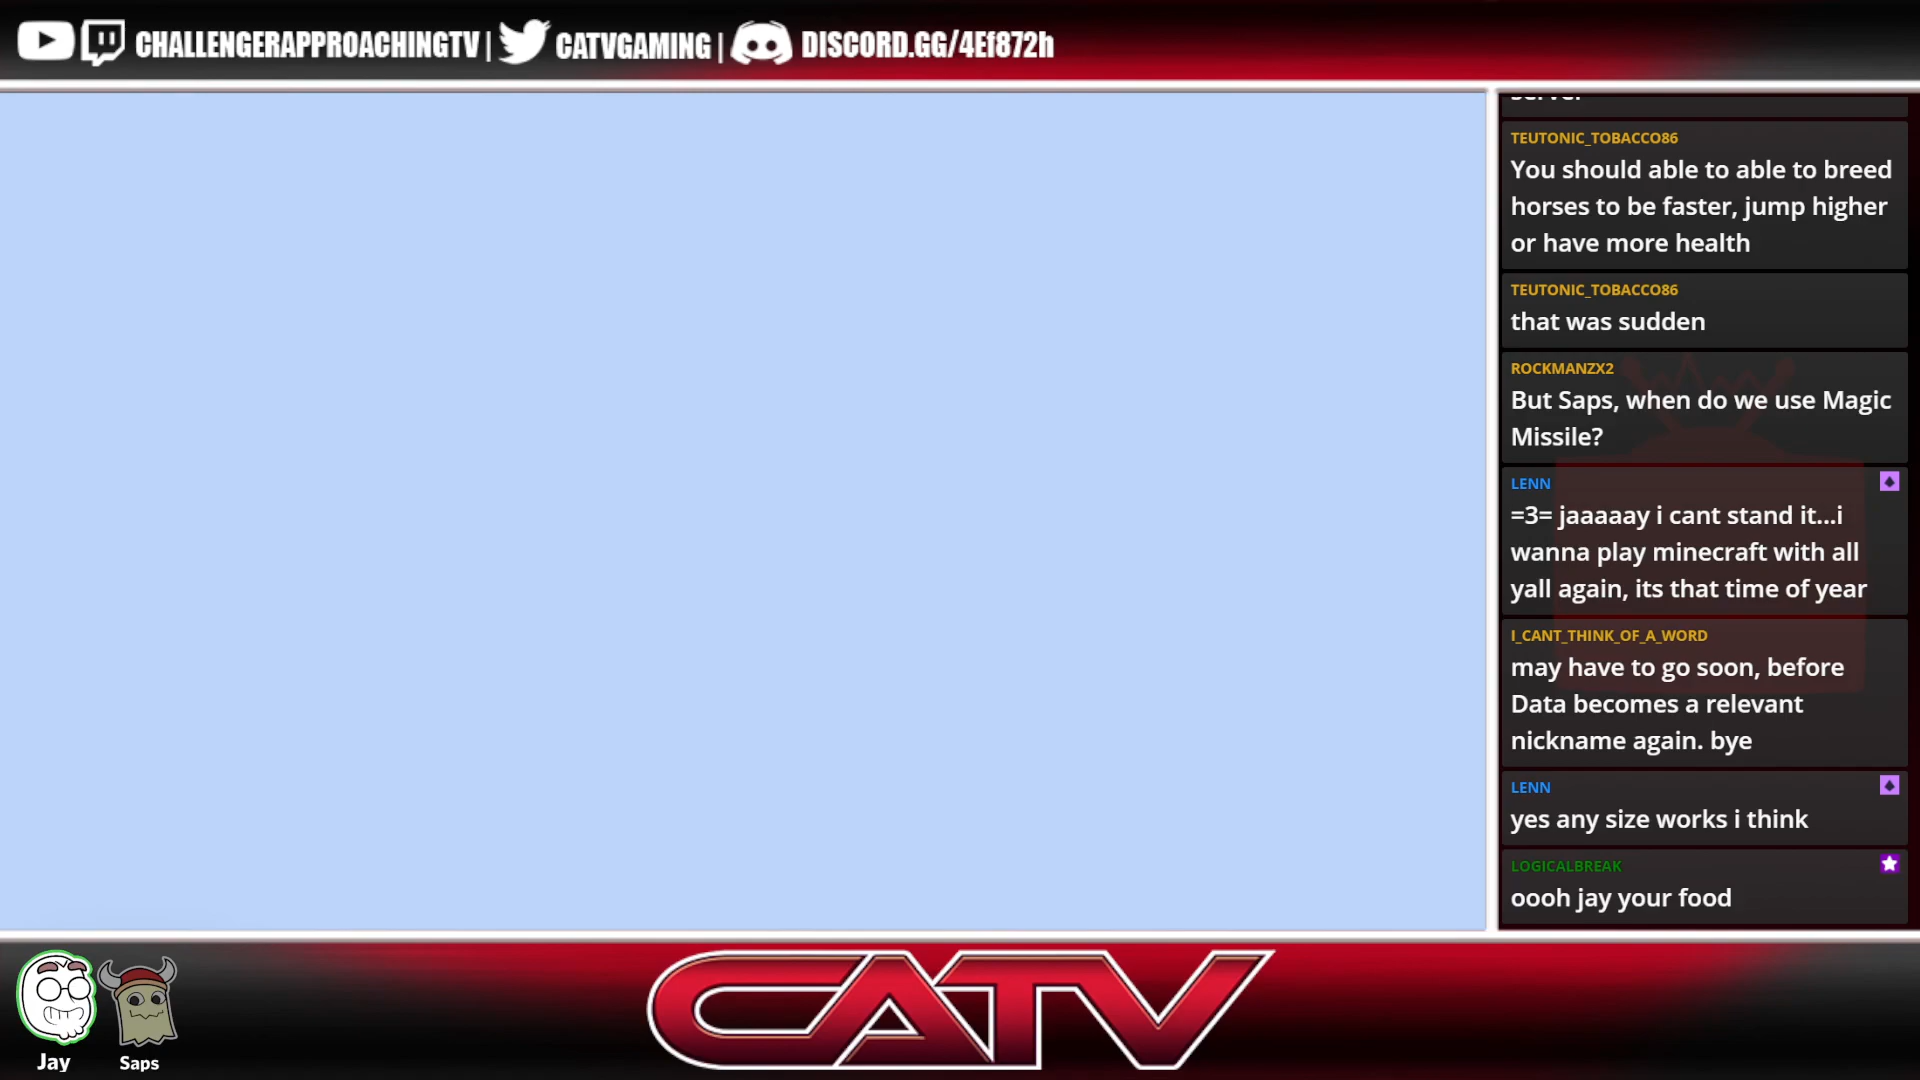 CHALLENGERAPPROACHINGTV | CATVGAMING | DISCORD.GG/4Ef872h
server
TEUTONIC_TOBACCO86
You should able to able to breed
horses to be faster, jump higher
or have more health
TEUTONIC_TOBACCO86
that was sudden
ROCKMANZX2
But Saps, when do we use Magic
Missile?
LENN
=3= jaaaaay i cant stand it...i
wanna play minecraft with all
yall again, its that time of year
I_CANT_THINK_OF_A_WORD
may have to go soon, before
Data becomes a relevant
nickname again. bye
LENN
yes any size works i think
LOGICALBREAK
oooh jay your food
CATV
Jay
Saps